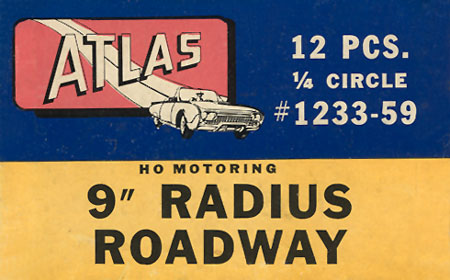 ATLAS
12 PCS.
¼ CIRCLE
#1233-59
HO MOTORING
9" RADIUS
ROADWAY